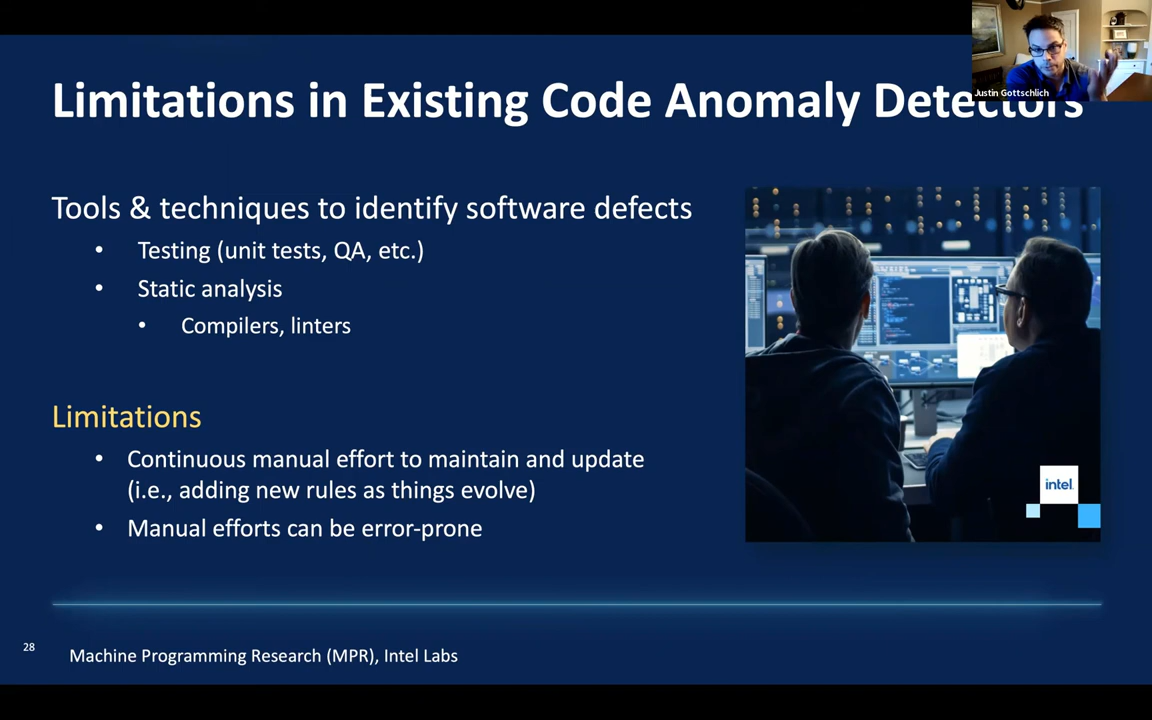 Justin Gottschlich
Limitations in Existing Code Anomaly Detectors
Tools & techniques to identify software defects
• Testing (unit tests, QA, etc.)
• Static analysis
• Compilers, linters
Limitations
• Continuous manual effort to maintain and update
(i.e., adding new rules as things evolve)
• Manual efforts can be error-prone
intel.
28
Machine Programming Research (MPR), Intel Labs